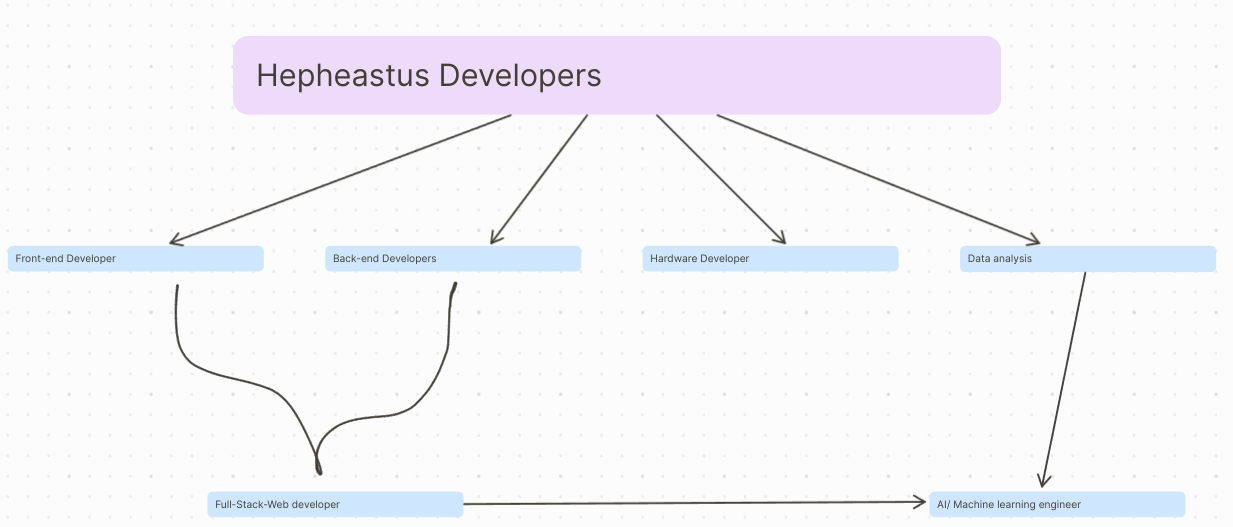 Hepheastus Developers
Front-end Developer
Back-end Developers
Hardware Developer
Data analysis
Full-Stack-Web developer
AI/ Machine learning engineer